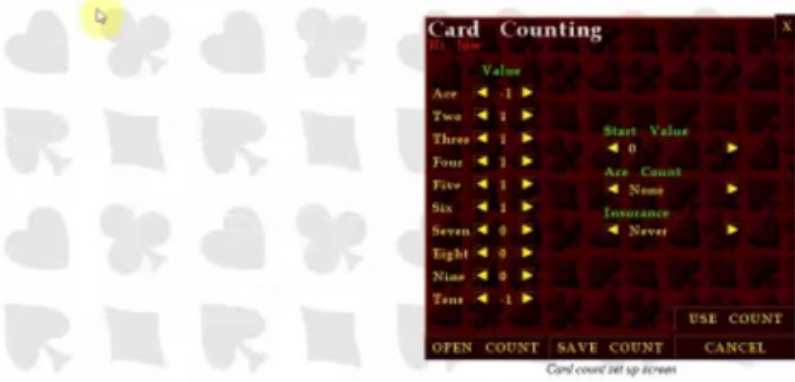 Card Counting
X
Hi low
Value
Ace -1
Two 1
Three 1
Four 1
Five 1
Six 1
Seven 0
Eight 0
Nine 0
Tens -1
Start Value
0
Ace Count
None
Insurance
Never
USE COUNT
OPEN COUNT SAVE COUNT CANCEL
Card count set up screen